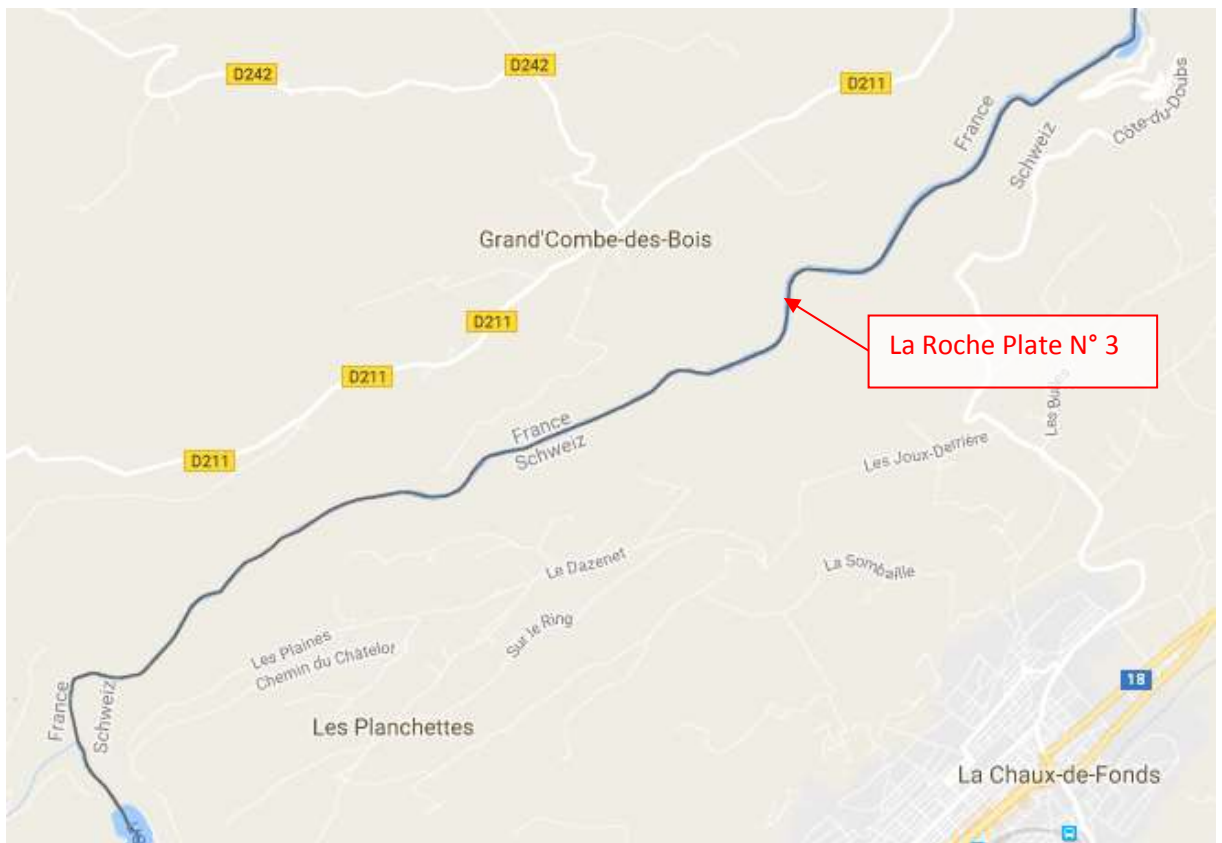 D242
D242
D211
Côte-du-Doubs
France
Schweiz
Grand'Combe-des-Bois
D211
La Roche Plate N° 3
D211
Les Bulles
France
Schweiz
D211
Les Joux-Derrière
Le Dazenet
La Sombaille
Sur le Ring
Les Plaines
Chemin du Châtelor
France
Schweiz
18
Les Planchettes
La Chaux-de-Fonds